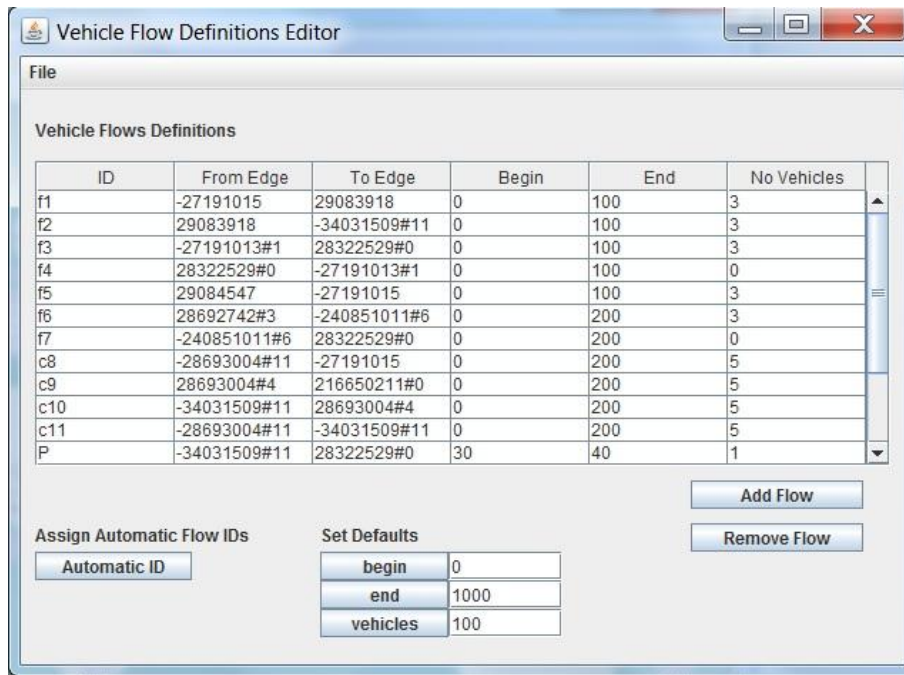 Vehicle Flow Definitions Editor
File
Vehicle Flows Definitions
ID From Edge To Edge Begin End No Vehicles
f1 -27191015 29083918 0 100 3
f2 29083918 -34031509#11 0 100 3
f3 -27191013#1 28322529#0 0 100 3
f4 28322529#0 -27191013#1 0 100 0
f5 29084547 -27191015 0 100 3
f6 28692742#3 -240851011#6 0 200 3
f7 -240851011#6 28322529#0 0 200 0
c8 -28693004#11 -27191015 0 200 5
c9 28693004#4 216650211#0 0 200 5
c10 -34031509#11 28693004#4 0 200 5
c11 -28693004#11 -34031509#11 0 200 5
P -34031509#11 28322529#0 30 40 1
Add Flow
Assign Automatic Flow IDs Set Defaults Remove Flow
Automatic ID begin 0
end 1000
vehicles 100